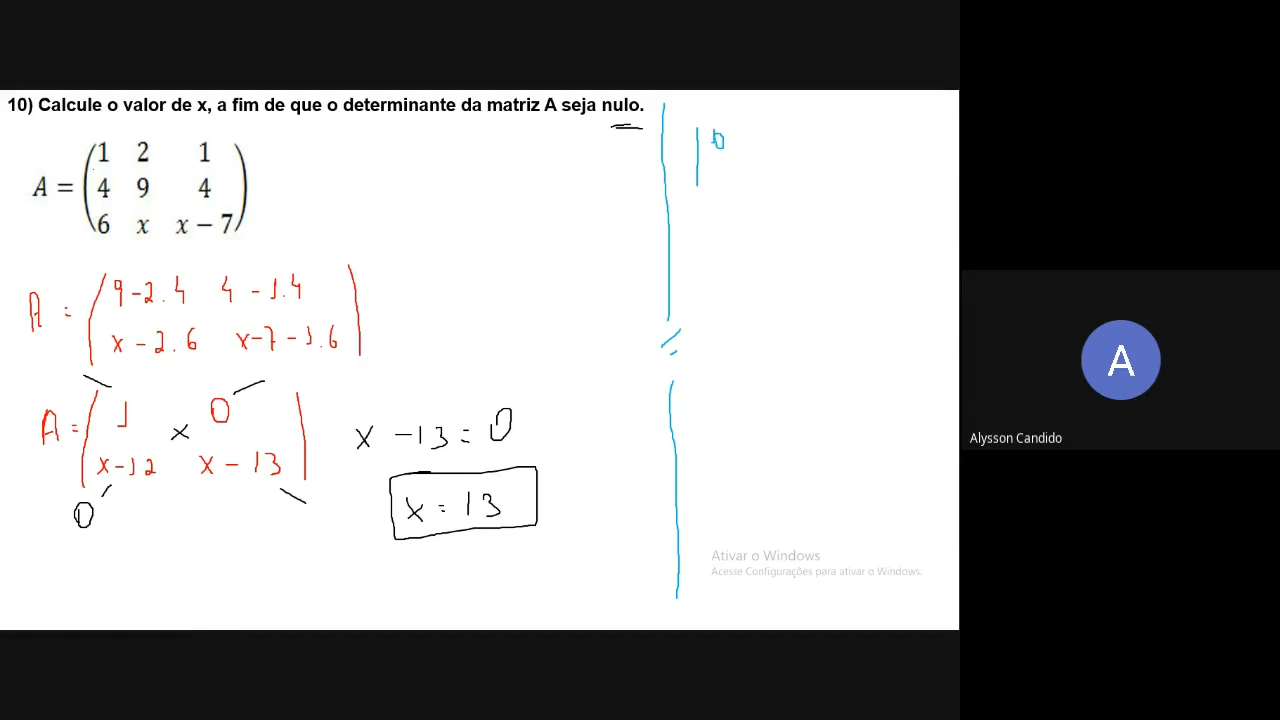 10) Calcule o valor de x, a fim de que o determinante da matriz A seja nulo.
1 2 1
A = 4 9 4
6 x x − 7
A = 9-2.4 4-1.4
x-2.6 x-7-1.6
A = 1 x 0
x-12 x-13
0
x-13=0
x=13
Ativar o Windows
Acesse Configurações para ativar o Windows.
A
Alysson Candido